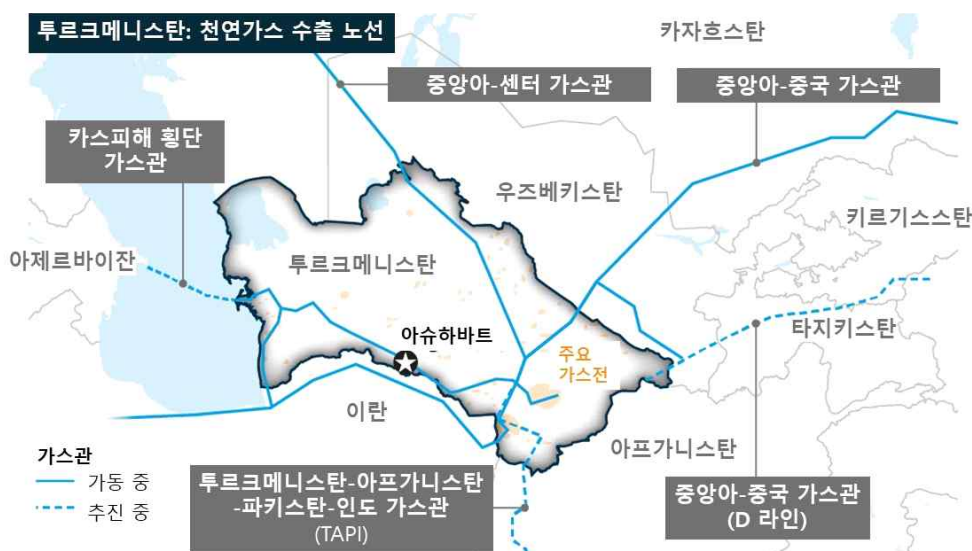 투르크메니스탄: 천연가스 수출 노선
카자흐스탄
중앙아-센터 가스관
중앙아-중국 가스관
카스피해 횡단
가스관
우즈베키스탄
키르기스스탄
아제르바이잔
투르크메니스탄
타지키스탄
아슈하바트
주요
가스전
이란
아프가니스탄
가스관
가동 중
추진 중
투르크메니스탄-아프가니스탄
-파키스탄-인도 가스관
(TAPI)
중앙아-중국 가스관
(D 라인)